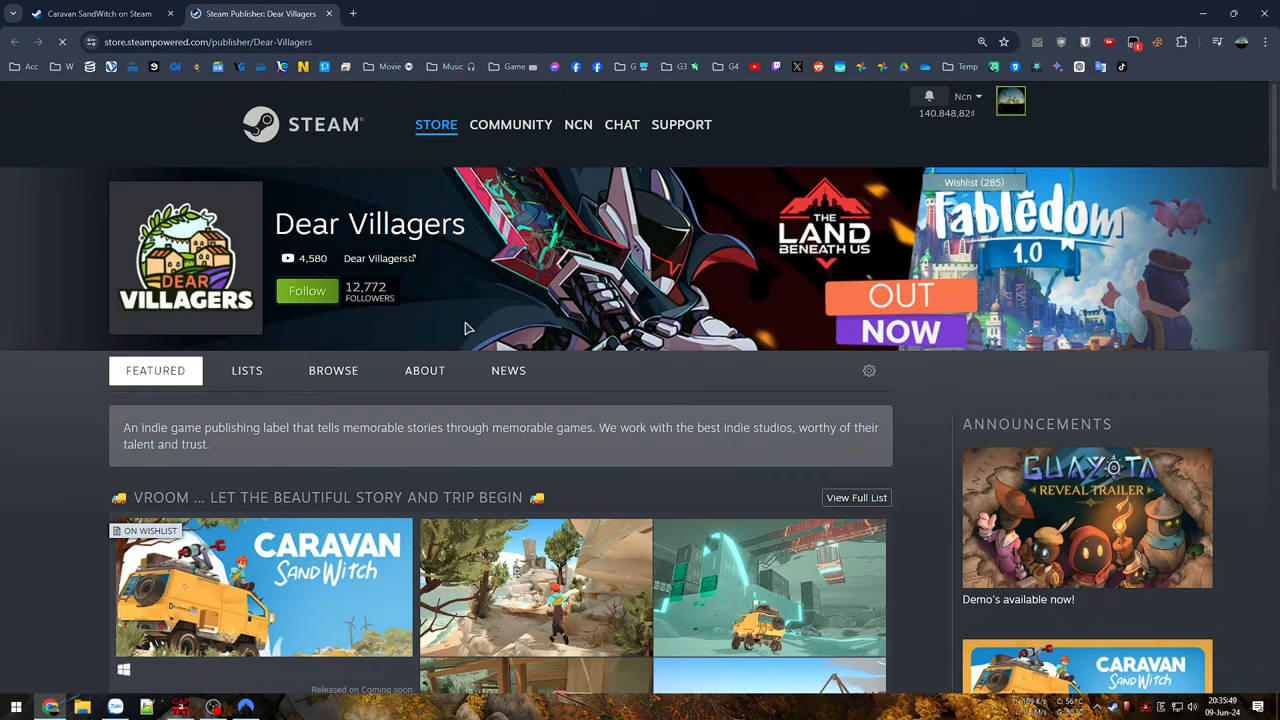 Caravan SandWitch on Steam
Steam Publisher: Dear Villagers
store.steampowered.com/publisher/Dear-Villagers
Acc
W
Movie
Music
Game
G
G3
G4
Temp
STEAM®
STORE
COMMUNITY
NCN
CHAT
SUPPORT
Ncn
140.848,82₫
Wishlist (285)
DEAR
VILLAGERS
Dear Villagers
4,580
Dear Villagers
Follow
12,772
FOLLOWERS
THE
LAND
BENEATH US
Fabledom
1.0
OUT
NOW
FEATURED
LISTS
BROWSE
ABOUT
NEWS
An indie game publishing label that tells memorable stories through memorable games. We work with the best indie studios, worthy of their
talent and trust.
VROOM ... LET THE BEAUTIFUL STORY AND TRIP BEGIN
View Full List
ON WISHLIST
CARAVAN
SANDWITCH
Released on Coming soon
ANNOUNCEMENTS
GUAYOTA
REVEAL TRAILER
Demo's available now!
CARAVAN
SANDWITCH
Zalo
20:35:49
09-Jun-24